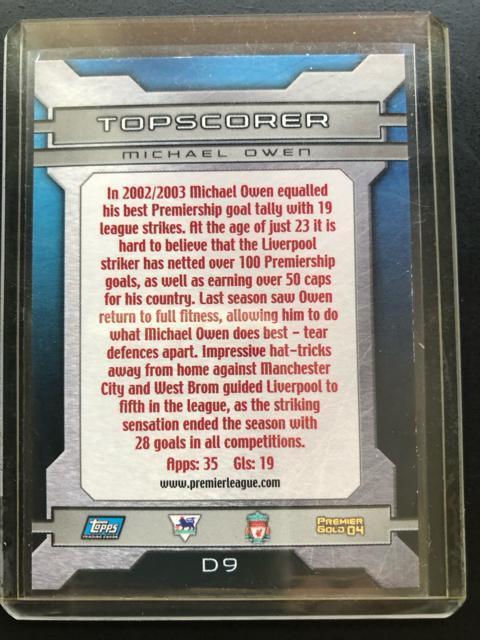 TOPSCORER
MICHAEL OWEN
In 2002/2003 Michael Owen equalled
his best Premiership goal tally with 19
league strikes. At the age of just 23 it is
hard to believe that the Liverpool
striker has netted over 100 Premiership
goals, as well as earning over 50 caps
for his country. Last season saw Owen
return to full fitness, allowing him to do
what Michael Owen does best – tear
defences apart. Impressive hat-tricks
away from home against Manchester
City and West Brom guided Liverpool to
fifth in the league, as the striking
sensation ended the season with
28 goals in all competitions.
Apps: 35 Gls: 19
www.premierleague.com
Topps
TRADING CARDS
PREMIER
GOLD 04
D9